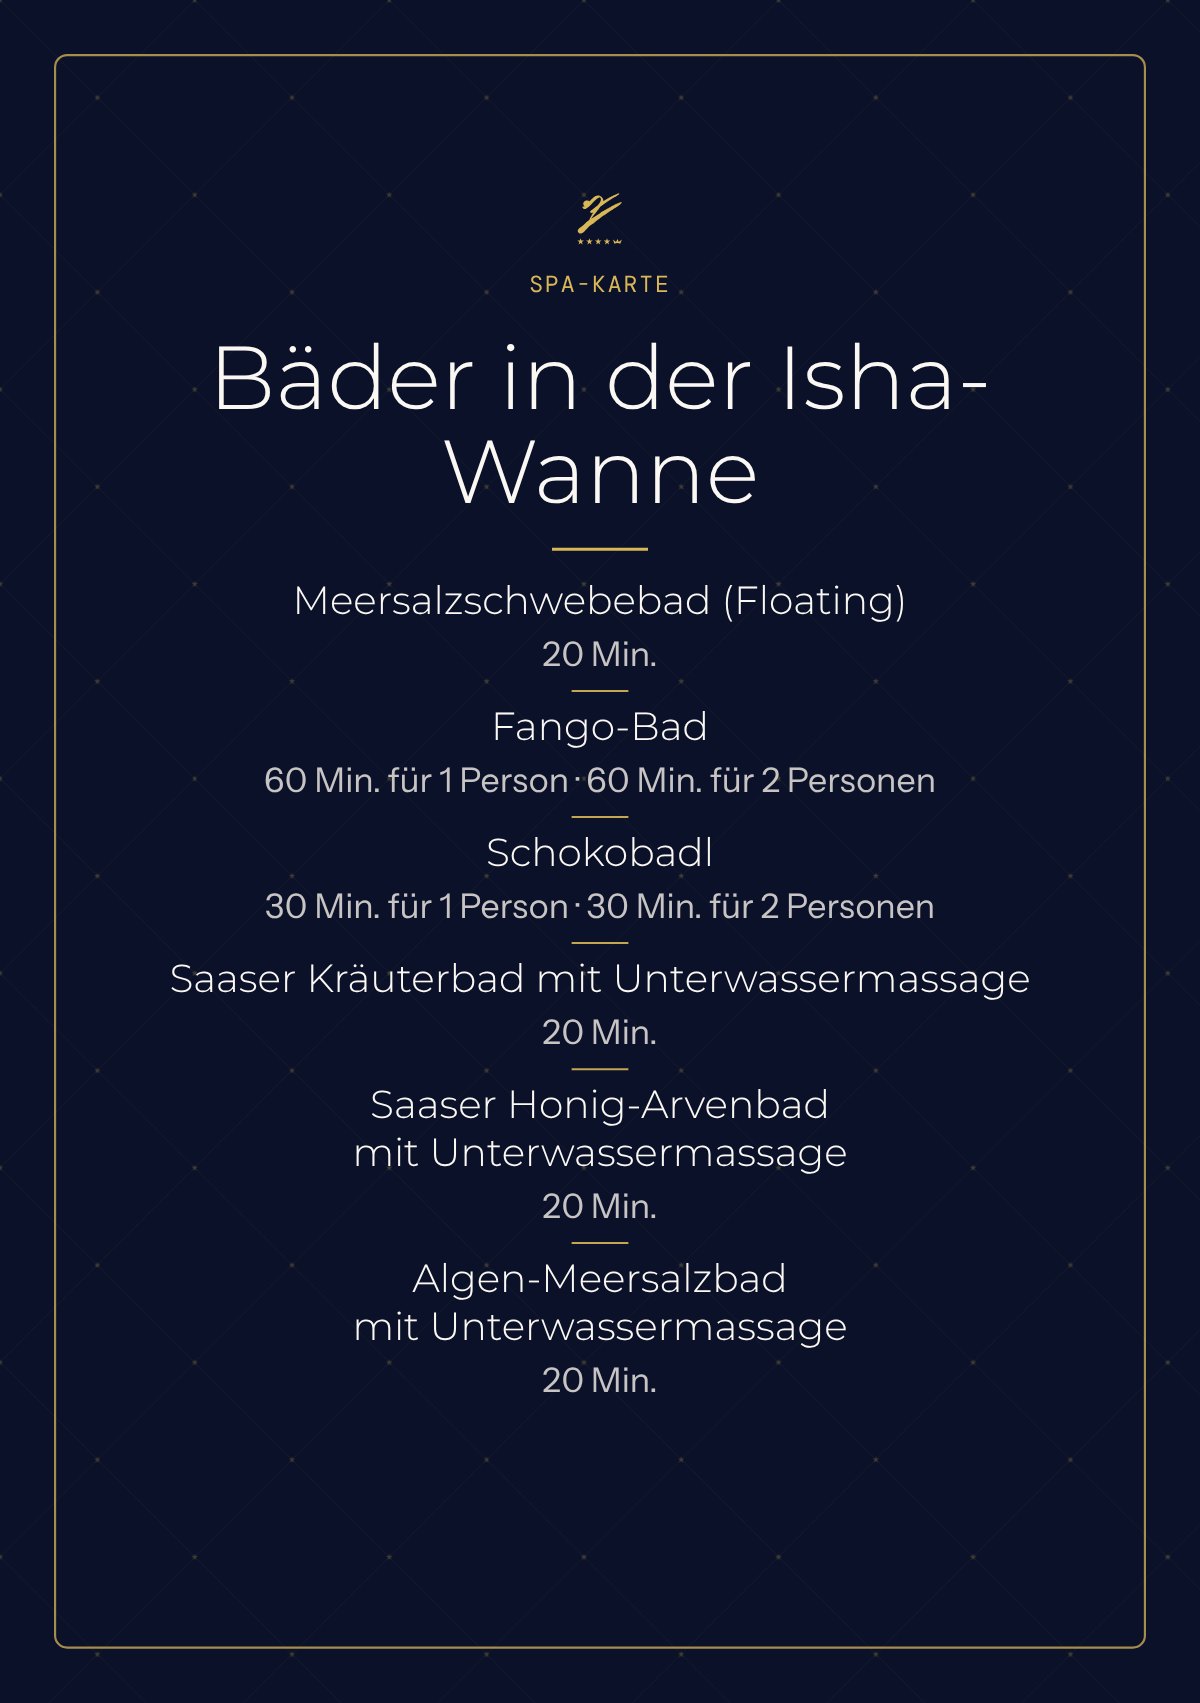 SPA-KARTE
Bäder in der Isha-
Wanne
Meersalzschwebebad (Floating)
20 Min.
Fango-Bad
60 Min. für 1 Person · 60 Min. für 2 Personen
Schokobadl
30 Min. für 1 Person · 30 Min. für 2 Personen
Saaser Kräuterbad mit Unterwassermassage
20 Min.
Saaser Honig-Arvenbad
mit Unterwassermassage
20 Min.
Algen-Meersalzbad
mit Unterwassermassage
20 Min.